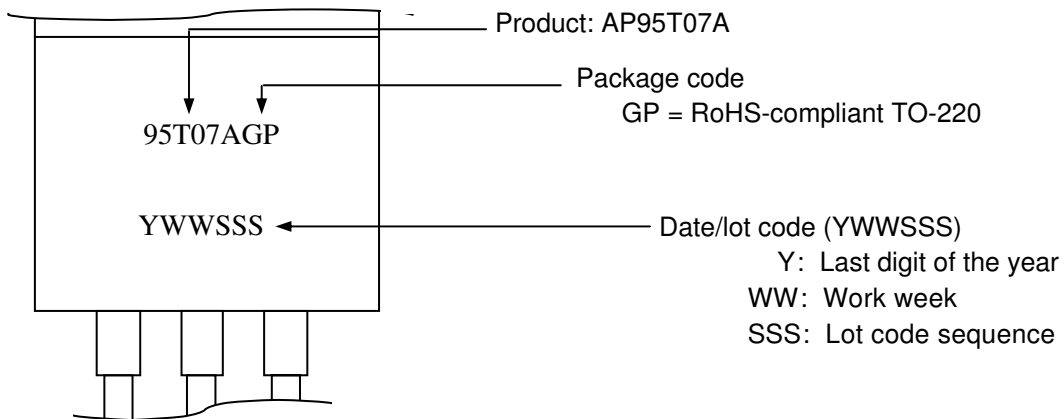 Product: AP95T07A
Package code
GP = RoHS-compliant TO-220
95T07AGP
YWWSSS
Date/lot code (YWWSSS)
Y: Last digit of the year
WW: Work week
SSS: Lot code sequence